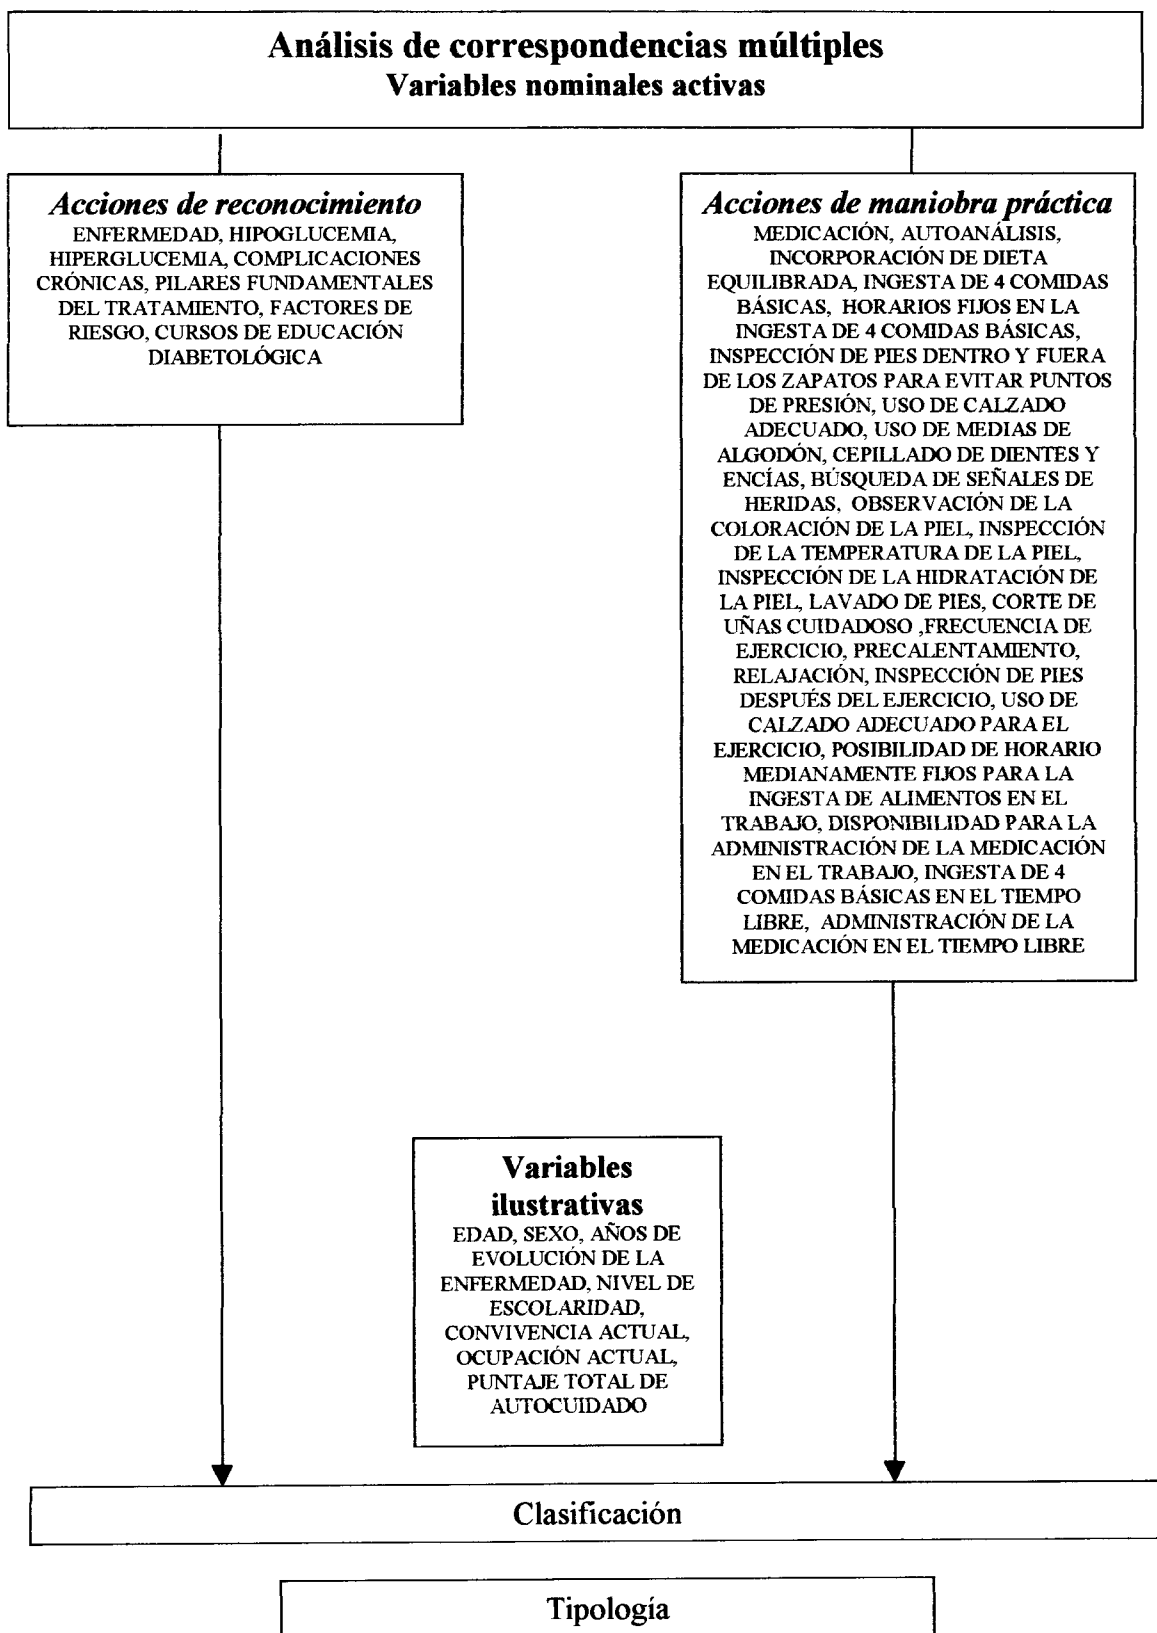 Análisis de correspondencias múltiples
Variables nominales activas
Acciones de reconocimiento
ENFERMEDAD, HIPOGLUCEMIA,
HIPERGLUCEMIA, COMPLICACIONES
CRÓNICAS, PILARES FUNDAMENTALES
DEL TRATAMIENTO, FACTORES DE
RIESGO, CURSOS DE EDUCACIÓN
DIABETOLÓGICA
Acciones de maniobra práctica
MEDICACIÓN, AUTOANÁLISIS,
INCORPORACIÓN DE DIETA
EQUILIBRADA, INGESTA DE 4 COMIDAS
BÁSICAS, HORARIOS FIJOS EN LA
INGESTA DE 4 COMIDAS BÁSICAS,
INSPECCIÓN DE PIES DENTRO Y FUERA
DE LOS ZAPATOS PARA EVITAR PUNTOS
DE PRESIÓN, USO DE CALZADO
ADECUADO, USO DE MEDIAS DE
ALGODÓN, CEPILLADO DE DIENTES Y
ENCÍAS, BÚSQUEDA DE SEÑALES DE
HERIDAS, OBSERVACIÓN DE LA
COLORACIÓN DE LA PIEL, INSPECCIÓN
DE LA TEMPERATURA DE LA PIEL,
INSPECCIÓN DE LA HIDRATACIÓN DE
LA PIEL, LAVADO DE PIES, CORTE DE
UÑAS CUIDADOSO ,FRECUENCIA DE
EJERCICIO, PRECALENTAMIENTO,
RELAJACIÓN, INSPECCIÓN DE PIES
DESPUÉS DEL EJERCICIO, USO DE
CALZADO ADECUADO PARA EL
EJERCICIO, POSIBILIDAD DE HORARIO
MEDIANAMENTE FIJOS PARA LA
INGESTA DE ALIMENTOS EN EL
TRABAJO, DISPONIBILIDAD PARA LA
ADMINISTRACIÓN DE LA MEDICACIÓN
EN EL TRABAJO, INGESTA DE 4
COMIDAS BÁSICAS EN EL TIEMPO
LIBRE, ADMINISTRACIÓN DE LA
MEDICACIÓN EN EL TIEMPO LIBRE
Variables
ilustrativas
EDAD, SEXO, AÑOS DE
EVOLUCIÓN DE LA
ENFERMEDAD, NIVEL DE
ESCOLARIDAD,
CONVIVENCIA ACTUAL,
OCUPACIÓN ACTUAL,
PUNTAJE TOTAL DE
AUTOCUIDADO
Clasificación
Tipología